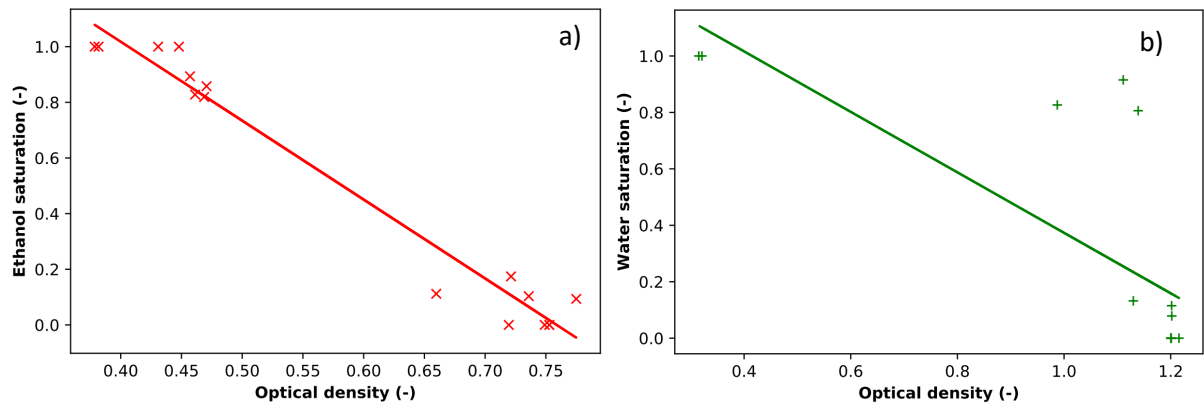 a)
1.0
0.8
0.6
0.4
0.2
0.0
Ethanol saturation (-)
0.40 0.45 0.50 0.55 0.60 0.65 0.70 0.75
Optical density (-)
b)
1.0
0.8
0.6
0.4
0.2
0.0
Water saturation (-)
0.4 0.6 0.8 1.0 1.2
Optical density (-)